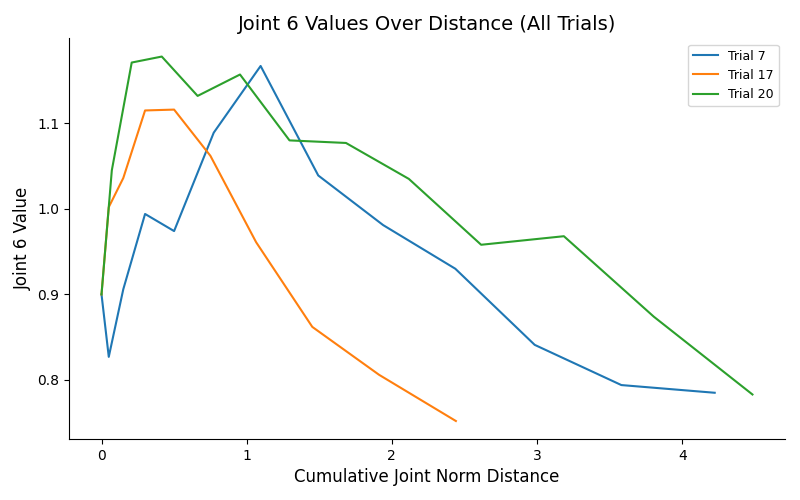 Joint 6 Values Over Distance (All Trials)
Trial 7
Trial 17
Trial 20
Joint 6 Value
1.1
1.0
0.9
0.8
0
1
2
3
4
Cumulative Joint Norm Distance